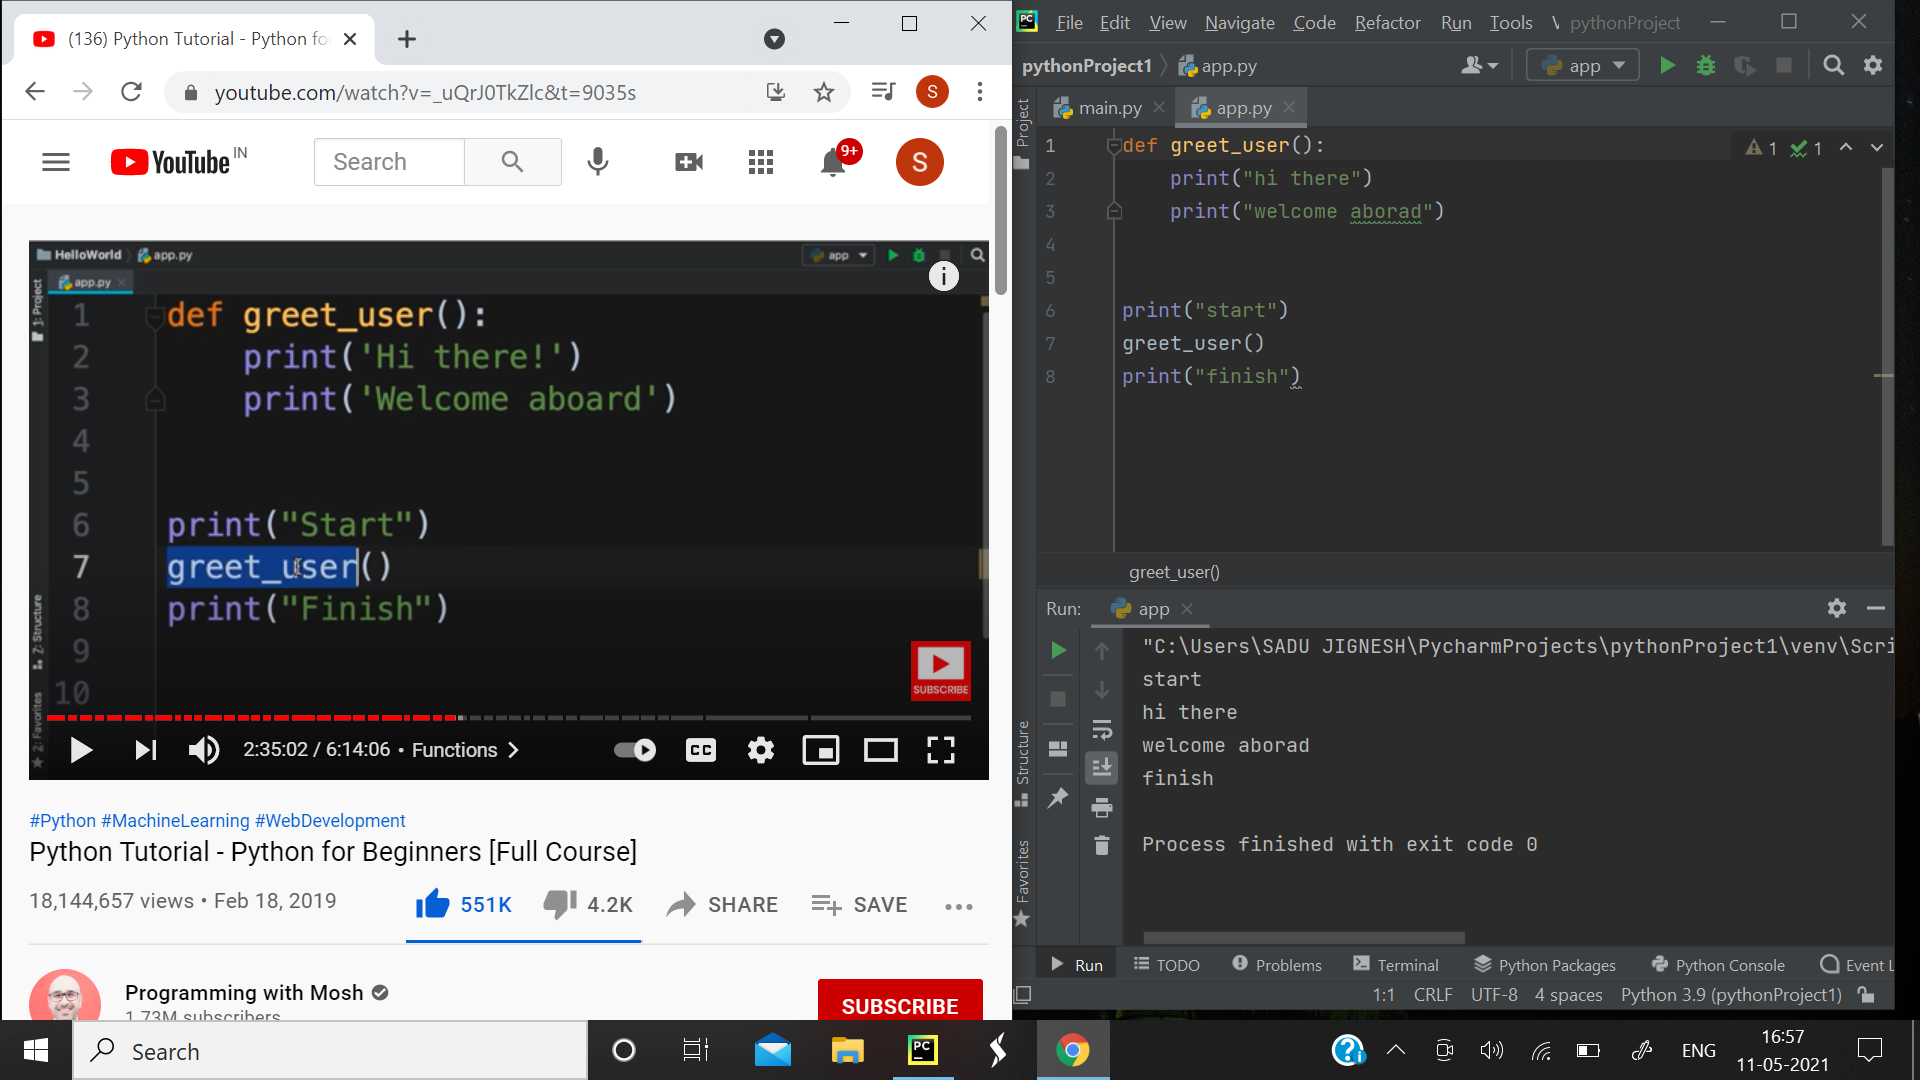 (136) Python Tutorial - Python fo
youtube.com/watch?v=_uQrJ0TkZlc&t=9035s
S
YouTube IN
Search
9+
S
HelloWorld
app.py
app
app.py
1: Project
i
1 def greet_user():
2 print('Hi there!')
3 print('Welcome aboard')
4
5
6 print("Start")
7 greet_user()
8 print("Finish")
9
10
Z: Structure
2: Favorites
SUBSCRIBE
2:35:02 / 6:14:06 • Functions
CC
#Python #MachineLearning #WebDevelopment
Python Tutorial - Python for Beginners [Full Course]
18,144,657 views • Feb 18, 2019
551K
4.2K
SHARE
SAVE
Programming with Mosh
1.73M subscribers
SUBSCRIBE
PC
File Edit View Navigate Code Refactor Run Tools
pythonProject
pythonProject1
app.py
app
main.py
app.py
Project
1 def greet_user():
1 1
2 print("hi there")
3 print("welcome aborad")
4
5
6 print("start")
7 greet_user()
8 print("finish")
greet_user()
Run:
app
"C:\Users\SADU JIGNESH\PycharmProjects\pythonProject1\venv\Scri
start
hi there
welcome aborad
finish
Process finished with exit code 0
Structure
Favorites
Run
TODO
Problems
Terminal
Python Packages
Python Console
Event L
1:1 CRLF UTF-8 4 spaces Python 3.9 (pythonProject1)
Search
PC
ENG
16:57
11-05-2021